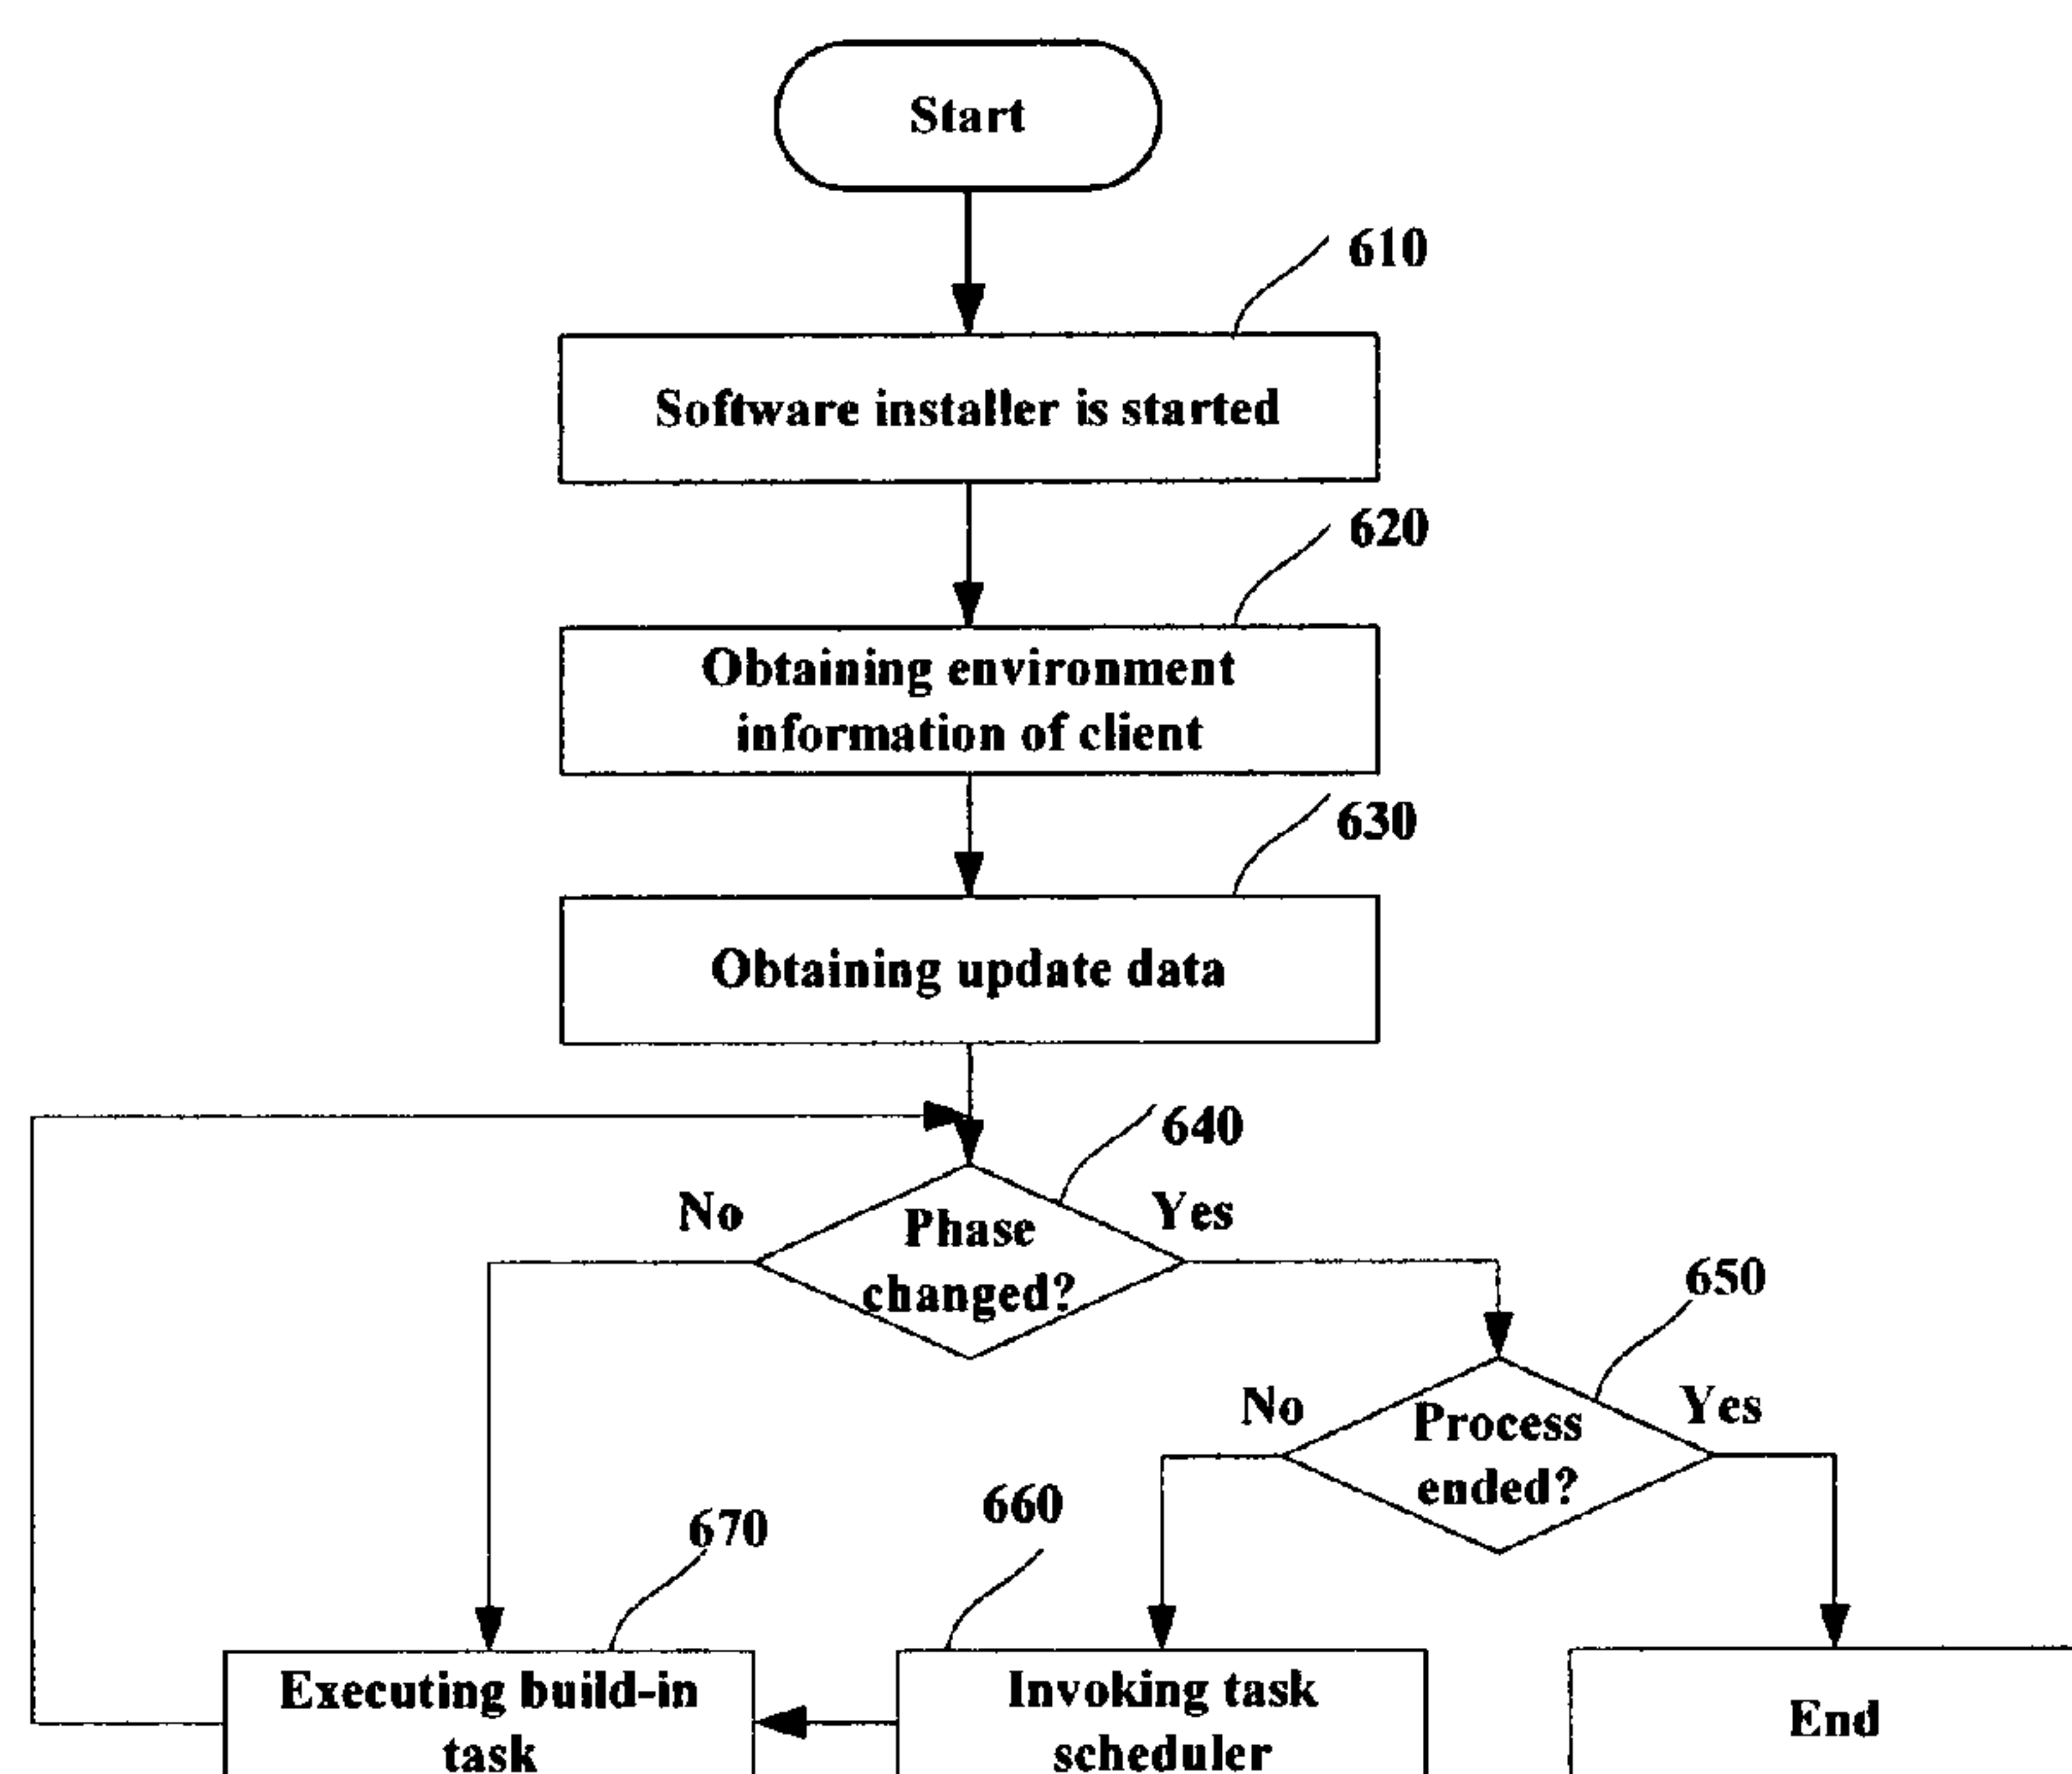 Start
610
Software installer is started
620
Obtaining environment
information of client
630
Obtaining update data
640
No
Yes
Phase
changed?
650
No
Yes
Process
ended?
660
670
Executing build-in
task
Invoking task
scheduler
End